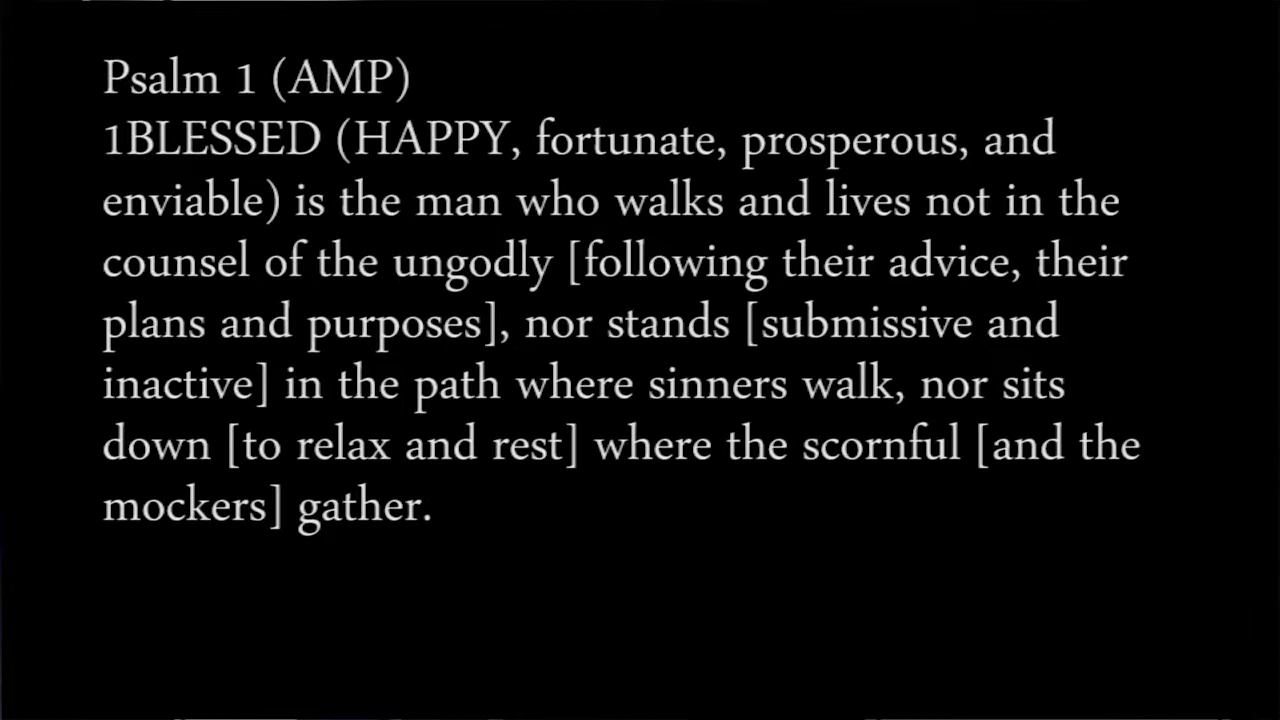 Psalm 1 (AMP)
1BLESSED (HAPPY, fortunate, prosperous, and
enviable) is the man who walks and lives not in the
counsel of the ungodly [following their advice, their
plans and purposes], nor stands [submissive and
inactive] in the path where sinners walk, nor sits
down [to relax and rest] where the scornful [and the
mockers] gather.